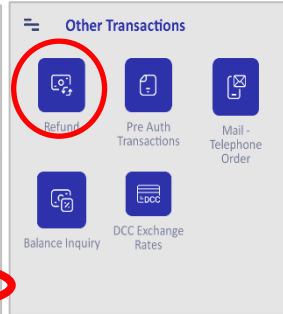 Other Transactions
Refund
Pre Auth
Transactions
Mail -
Telephone
Order
DCC
Balance Inquiry
DCC Exchange
Rates